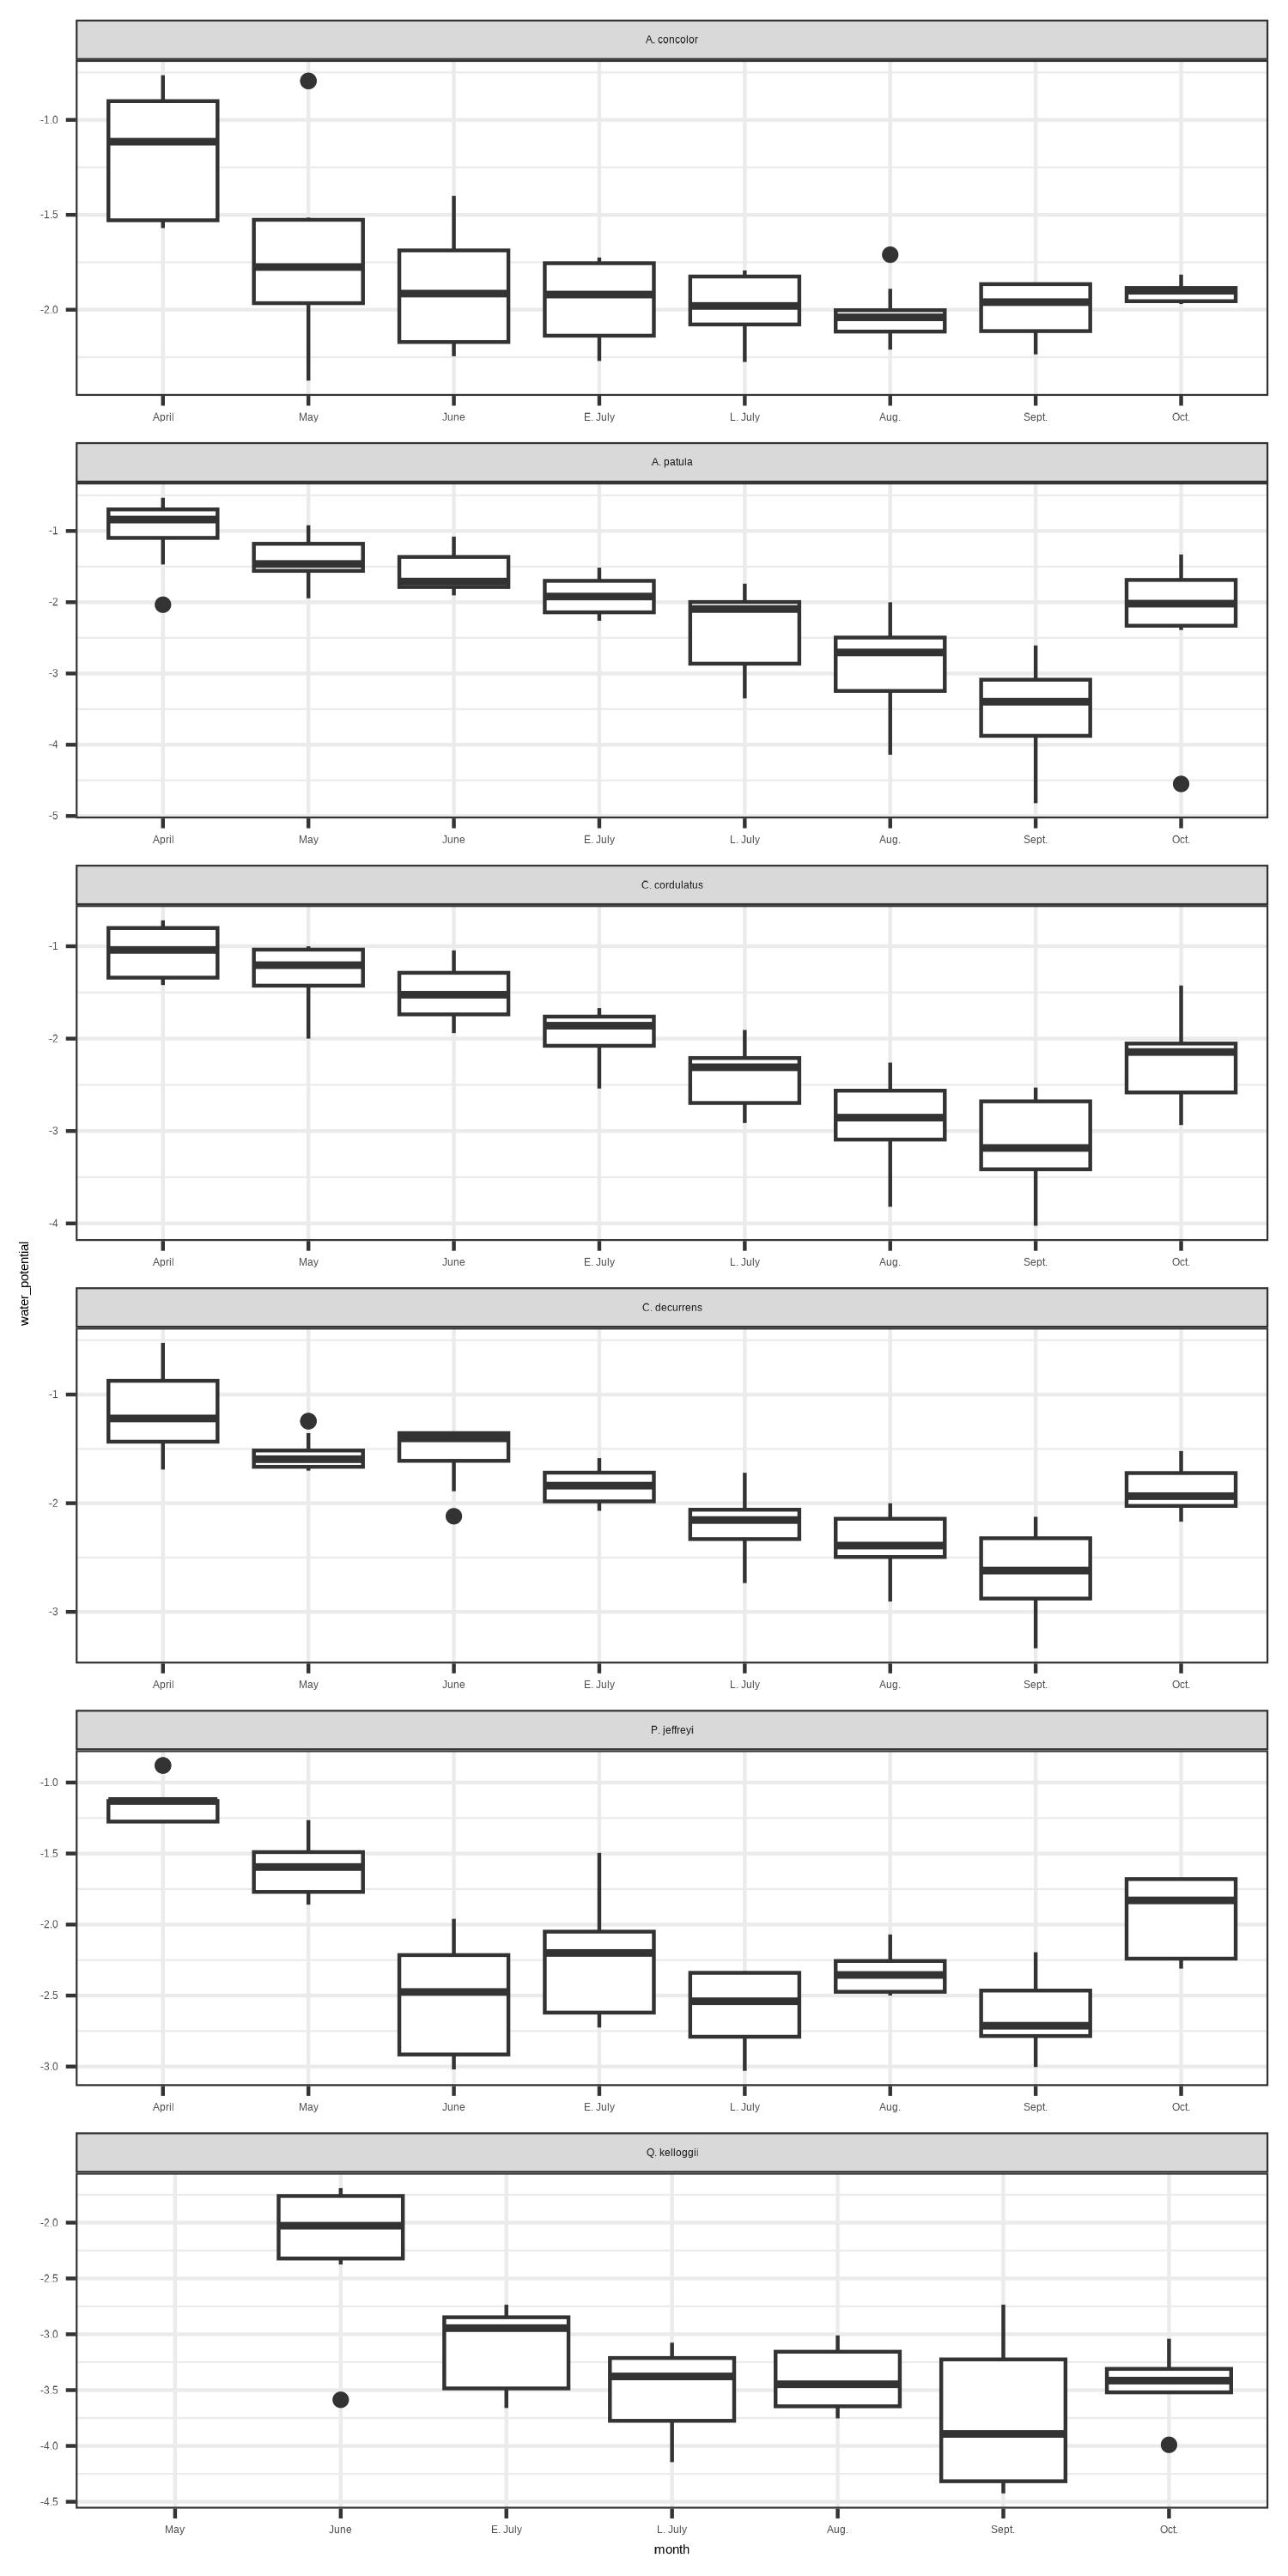 A. concolor
-1.0
-1.5
-2.0
April May June E. July L. July Aug. Sept. Oct.
A. patula
-1
-2
-3
-4
-5
April May June E. July L. July Aug. Sept. Oct.
C. cordulatus
-1
-2
-3
-4
April May June E. July L. July Aug. Sept. Oct.
water_potential
C. decurrens
-1
-2
-3
April May June E. July L. July Aug. Sept. Oct.
P. jeffreyi
-1.0
-1.5
-2.0
-2.5
-3.0
April May June E. July L. July Aug. Sept. Oct.
Q. kelloggii
-2.0
-2.5
-3.0
-3.5
-4.0
-4.5
May June E. July L. July Aug. Sept. Oct.
month